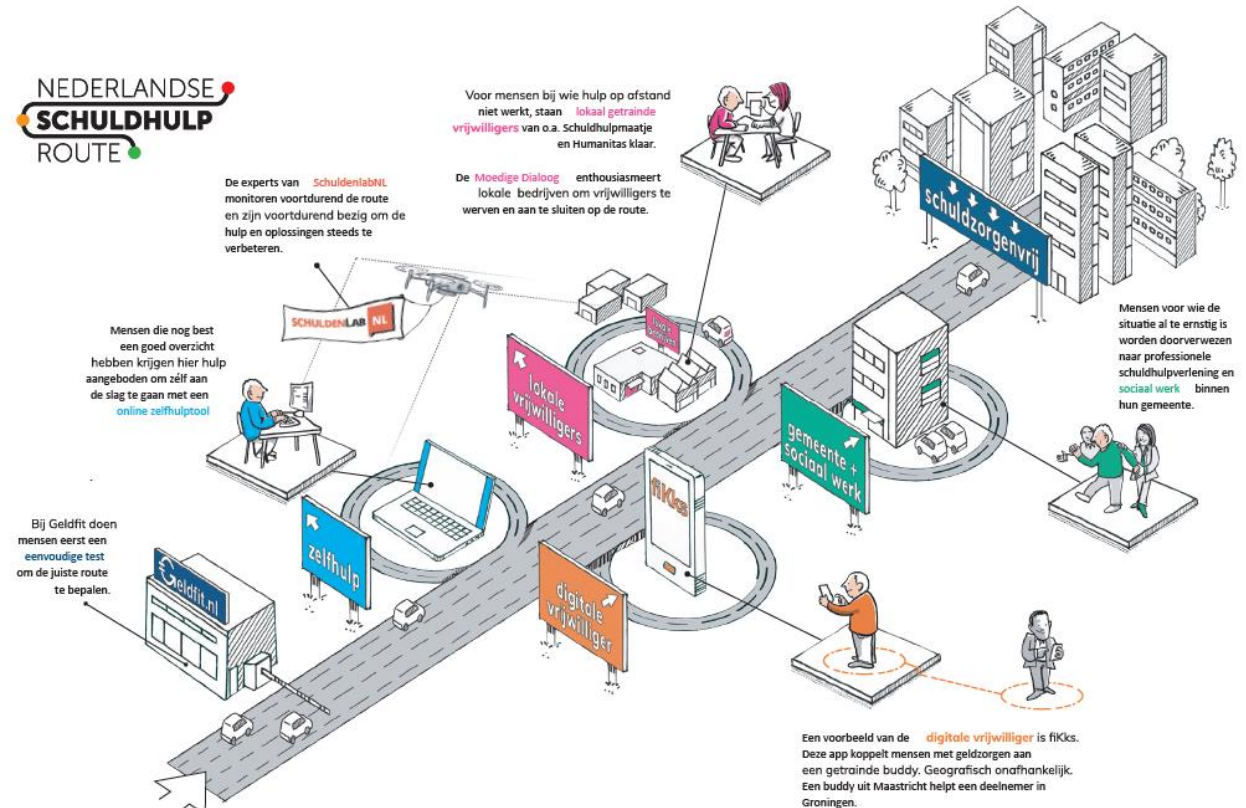 NEDERLANDSE
SCHULDHULP
ROUTE
Voor mensen bij wie hulp op afstand
niet werkt, staan lokaal getrainde
vrijwilligers van o.a. Schuldhulpmaatje
en Humanitas klaar.
De Moedige Dialoog enthousiasmeert
lokale bedrijven om vrijwilligers te
werven en aan te sluiten op de route.
De experts van SchuldenlabNL
monitoren voortdurend de route
en zijn voortdurend bezig om de
hulp en oplossingen steeds te
verbeteren.
SCHULDENLAB NL
schuldzorgenvrij
Mensen die nog best
een goed overzicht
hebben krijgen hier hulp
aangeboden om zélf aan
de slag te gaan met een
online zelfhulptool
lokale
vrijwilligers
Mensen voor wie de
situatie al te ernstig is
worden doorverwezen
naar professionele
schuldhulpverlening en
sociaal werk binnen
hun gemeente.
gemeente +
sociaal werk
fiKks
Bij Geldfit doen
mensen eerst een
eenvoudige test
om de juiste route
te bepalen.
Geldfit.nl
zelfhulp
digitale
vrijwilliger
Een voorbeeld van de digitale vrijwilliger is fiKks.
Deze app koppelt mensen met geldzorgen aan
een getrainde buddy. Geografisch onafhankelijk.
Een buddy uit Maastricht helpt een deelnemer in
Groningen.